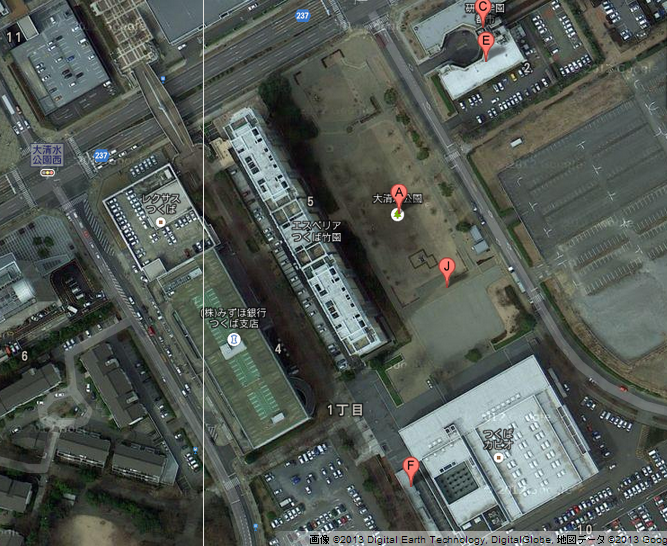 237
研
C
E
2
11
大清水
公園西
237
レクサス
つくば
5
エスペリア
つくば竹園
A
大清水公園
J
(株)みずほ銀行
つくば支店
6
4
1丁目
つくば
カピオ
F
10
画像 ©2013 Digital Earth Technology, DigitalGlobe, 地図データ ©2013 Goog